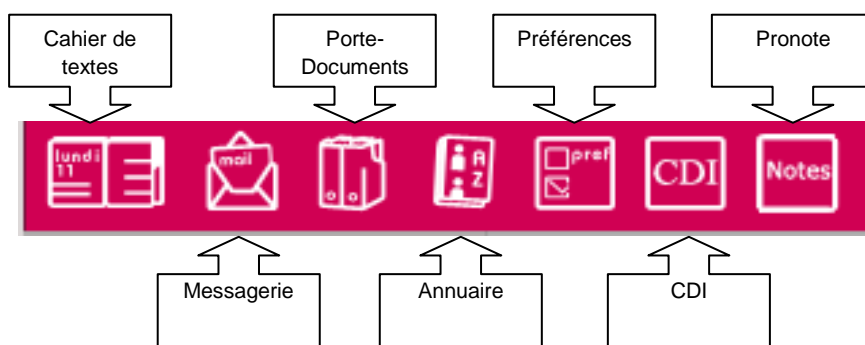 Cahier de
textes
Porte-
Documents
Préférences
Pronote
lundi
11
mail
A
Z
pref
CDI
Notes
Messagerie
Annuaire
CDI